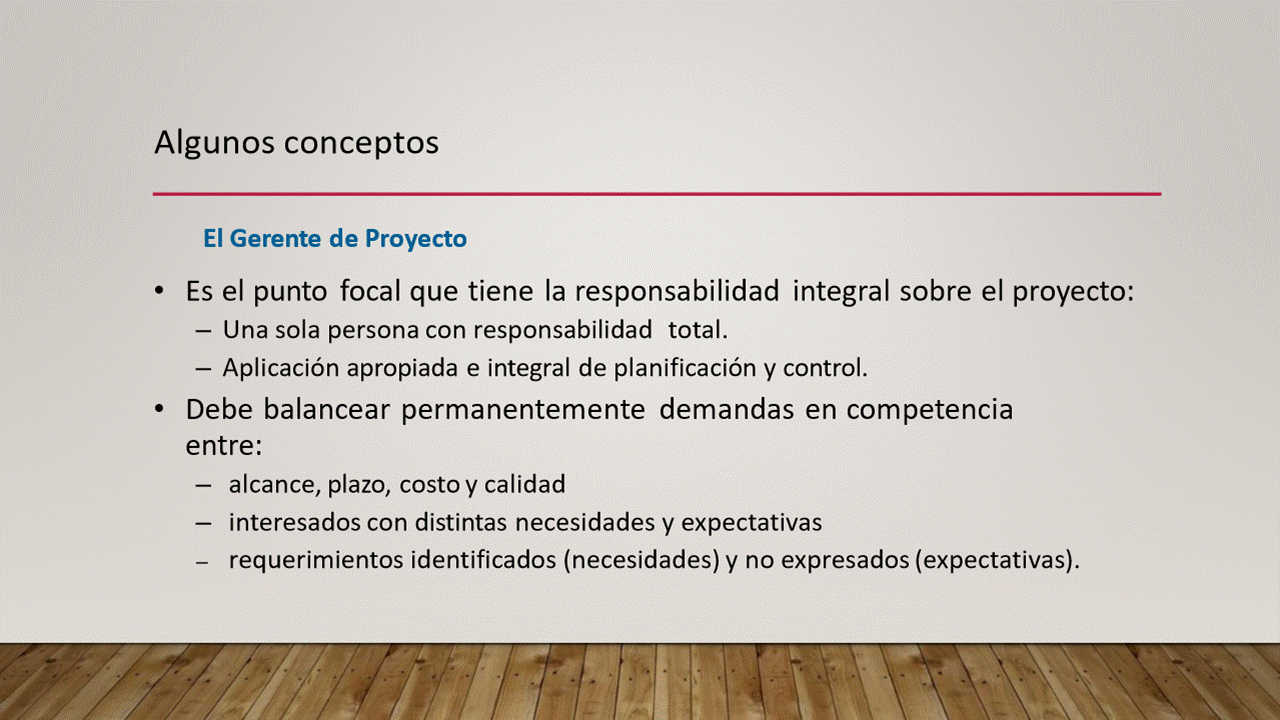 Algunos conceptos
El Gerente de Proyecto
• Es el punto focal que tiene la responsabilidad integral sobre el proyecto:
– Una sola persona con responsabilidad total.
– Aplicación apropiada e integral de planificación y control.
• Debe balancear permanentemente demandas en competencia
entre:
– alcance, plazo, costo y calidad
– interesados con distintas necesidades y expectativas
– requerimientos identificados (necesidades) y no expresados (expectativas).